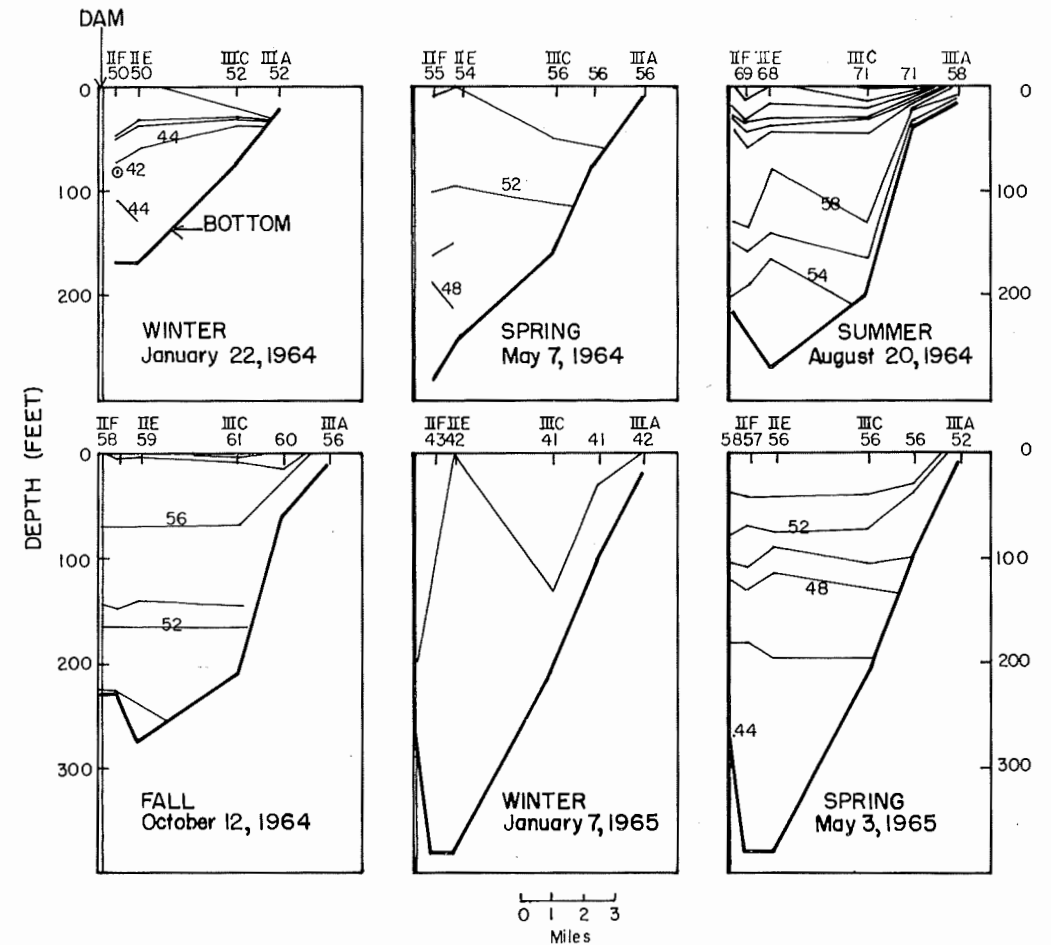 DAM
IIF IIE IIIC IIIA
50 50 52 52
0
100
200
44
42
44
BOTTOM
WINTER
January 22, 1964
IIF IIE IIIC IIIA
55 54 56 56 56
52
48
SPRING
May 7, 1964
IIF IIE IIIC IIIA
69 68 71 71 58
0
100
200
58
54
SUMMER
August 20, 1964
DEPTH (FEET)
IIF IIE IIIC IIIA
58 59 61 60 56
0
100
200
300
56
52
FALL
October 12, 1964
IIF IIE IIIC IIIA
43 42 41 41 42
WINTER
January 7, 1965
IIF IIE IIIC IIIA
58 57 56 56 56 52
0
100
200
300
52
48
44
SPRING
May 3, 1965
0 1 2 3
Miles